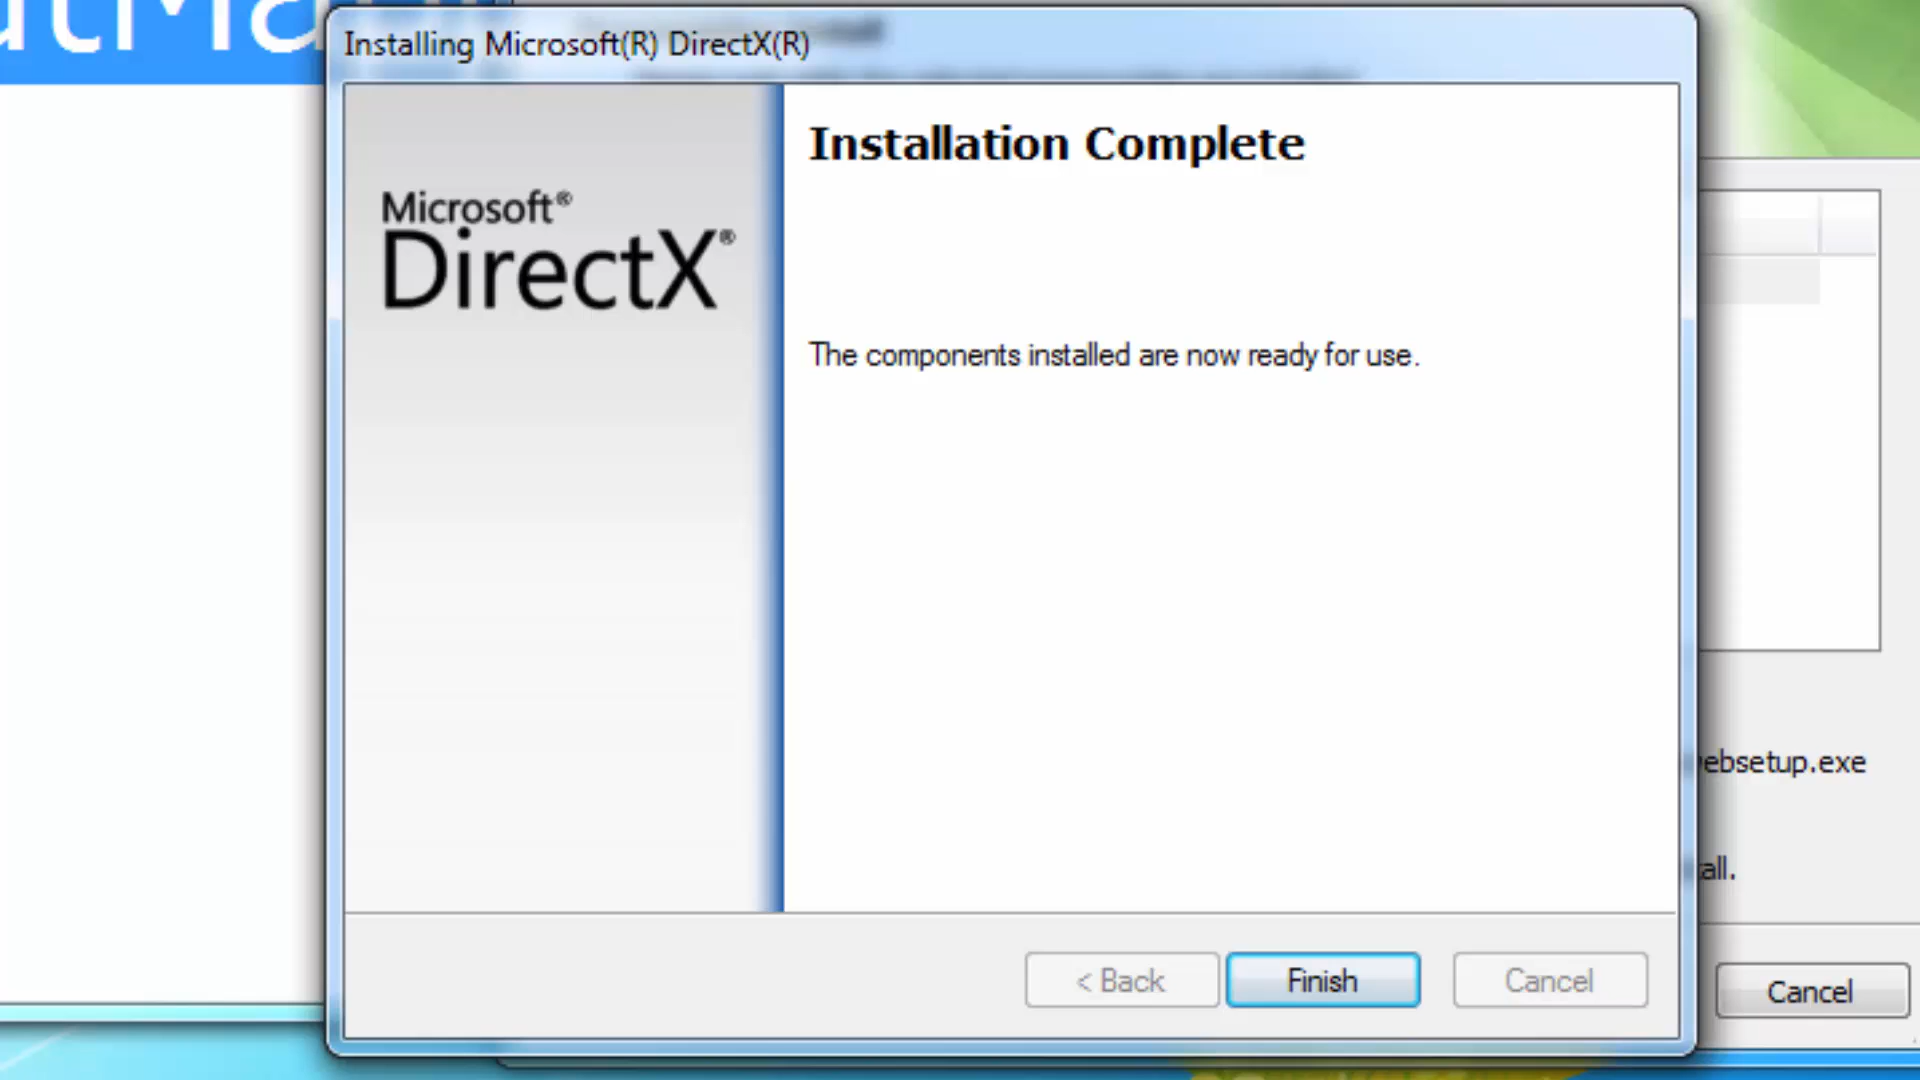 Installing Microsoft(R) DirectX(R)
Installation Complete
Microsoft®
DirectX®
The components installed are now ready for use.
ebsetup.exe
all.
< Back
Finish
Cancel
Cancel